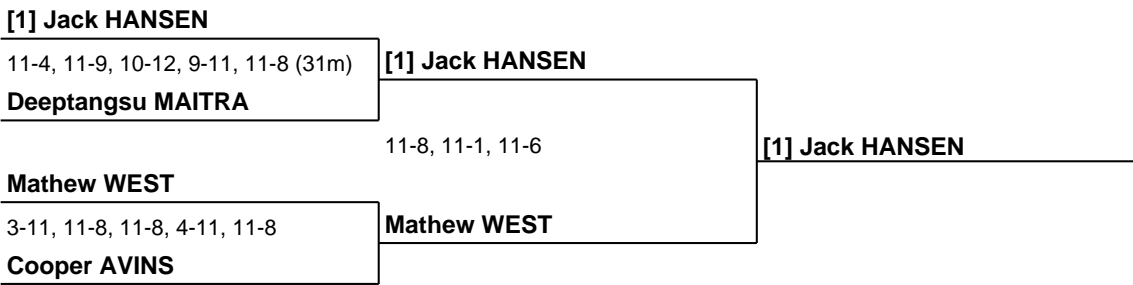 [1] Jack HANSEN
11-4, 11-9, 10-12, 9-11, 11-8 (31m)
[1] Jack HANSEN
Deeptangsu MAITRA
11-8, 11-1, 11-6
[1] Jack HANSEN
Mathew WEST
3-11, 11-8, 11-8, 4-11, 11-8
Mathew WEST
Cooper AVINS